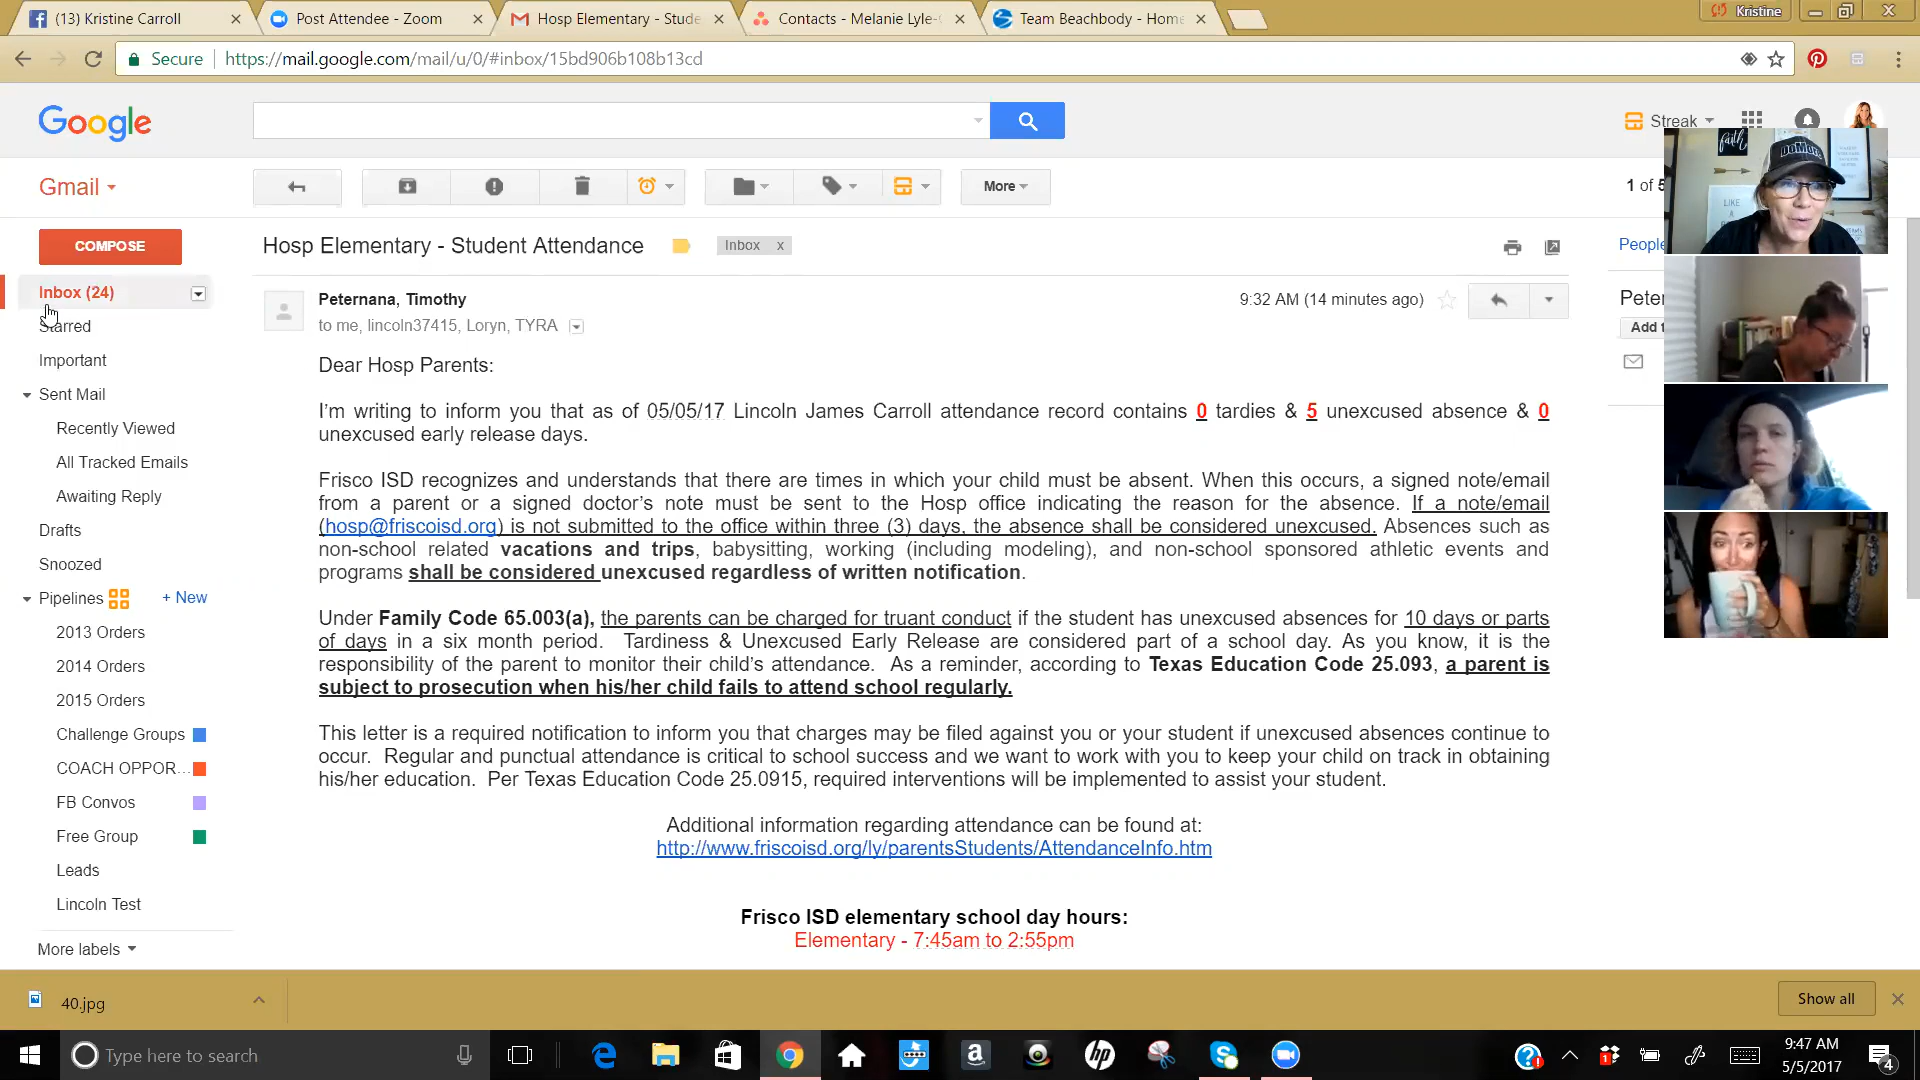 (13) Kristine Carroll
Post Attendee - Zoom
Hosp Elementary - Stude
Contacts - Melanie Lyle-
Team Beachbody - Home
Kristine
Secure https://mail.google.com/mail/u/0/#inbox/15bd906b108b13cd
Google
Streak
Gmail
More
1 of 5
COMPOSE
Hosp Elementary - Student Attendance
Inbox x
People
Inbox (24)
Starred
Important
Sent Mail
Recently Viewed
All Tracked Emails
Awaiting Reply
Drafts
Snoozed
Pipelines + New
2013 Orders
2014 Orders
2015 Orders
Challenge Groups
COACH OPPOR...
FB Convos
Free Group
Leads
Lincoln Test
More labels
Peternana, Timothy
9:32 AM (14 minutes ago)
to me, lincoln37415, Loryn, TYRA
Peter
Add t
Dear Hosp Parents:
I'm writing to inform you that as of 05/05/17 Lincoln James Carroll attendance record contains 0 tardies & 5 unexcused absence & 0
unexcused early release days.
Frisco ISD recognizes and understands that there are times in which your child must be absent. When this occurs, a signed note/email
from a parent or a signed doctor's note must be sent to the Hosp office indicating the reason for the absence. If a note/email
(hosp@friscoisd.org) is not submitted to the office within three (3) days, the absence shall be considered unexcused. Absences such as
non-school related vacations and trips, babysitting, working (including modeling), and non-school sponsored athletic events and
programs shall be considered unexcused regardless of written notification.
Under Family Code 65.003(a), the parents can be charged for truant conduct if the student has unexcused absences for 10 days or parts
of days in a six month period. Tardiness & Unexcused Early Release are considered part of a school day. As you know, it is the
responsibility of the parent to monitor their child's attendance. As a reminder, according to Texas Education Code 25.093, a parent is
subject to prosecution when his/her child fails to attend school regularly.
This letter is a required notification to inform you that charges may be filed against you or your student if unexcused absences continue to
occur. Regular and punctual attendance is critical to school success and we want to work with you to keep your child on track in obtaining
his/her education. Per Texas Education Code 25.0915, required interventions will be implemented to assist your student.
Additional information regarding attendance can be found at:
http://www.friscoisd.org/ly/parentsStudents/AttendanceInfo.htm
Frisco ISD elementary school day hours:
Elementary - 7:45am to 2:55pm
faith
LIKE
A
40.jpg
Show all
Type here to search
9:47 AM
5/5/2017
4